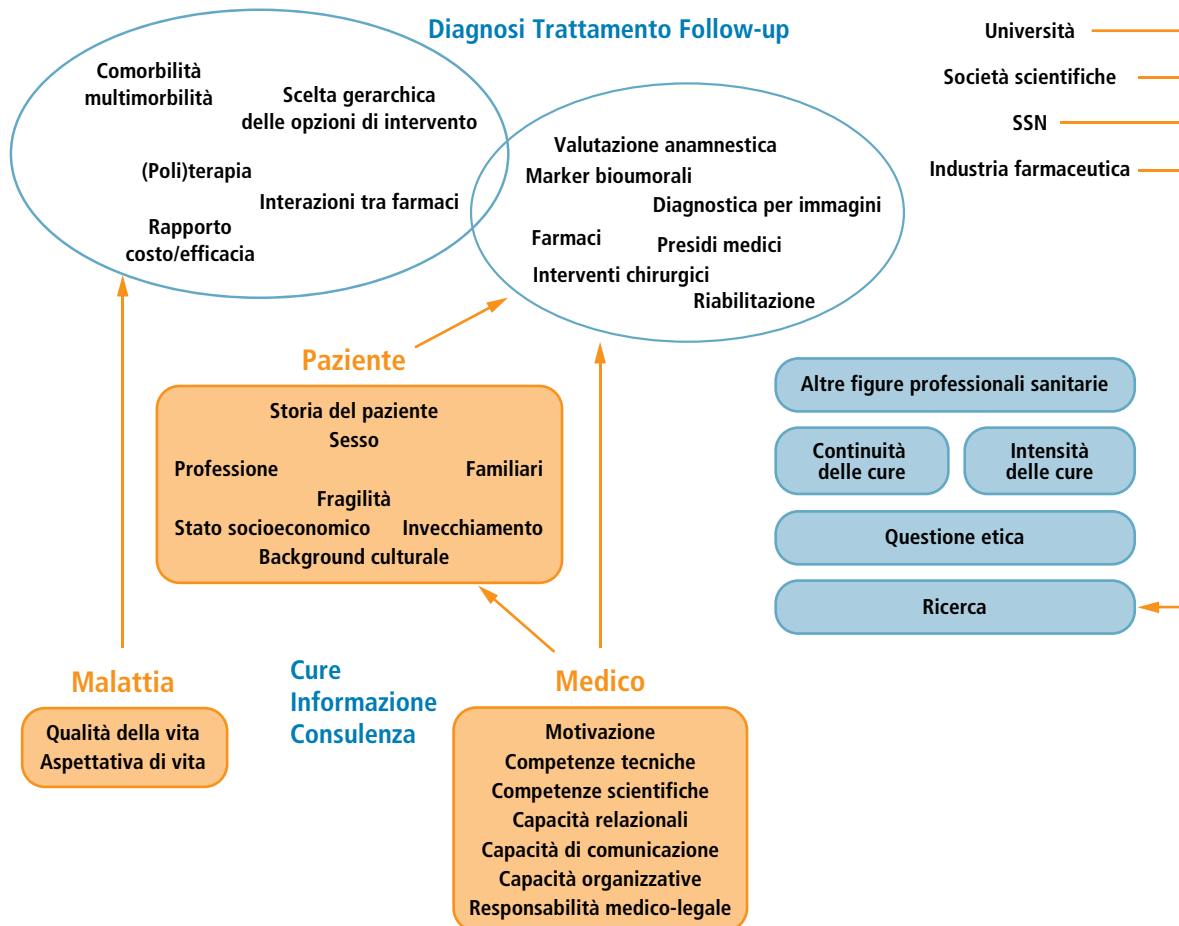 Diagnosi Trattamento Follow-up
Comorbilità
multimorbilità
Scelta gerarchica
delle opzioni di intervento
(Poli)terapia
Interazioni tra farmaci
Rapporto
costo/efficacia
Valutazione anamnestica
Marker bioumorali
Diagnostica per immagini
Farmaci
Presidi medici
Interventi chirurgici
Riabilitazione
Università
Società scientifiche
SSN
Industria farmaceutica
Paziente
Storia del paziente
Sesso
Professione
Familiari
Fragilità
Stato socioeconomico
Invecchiamento
Background culturale
Altre figure professionali sanitarie
Continuità
delle cure
Intensità
delle cure
Questione etica
Ricerca
Malattia
Qualità della vita
Aspettativa di vita
Cure
Informazione
Consulenza
Medico
Motivazione
Competenze tecniche
Competenze scientifiche
Capacità relazionali
Capacità di comunicazione
Capacità organizzative
Responsabilità medico-legale